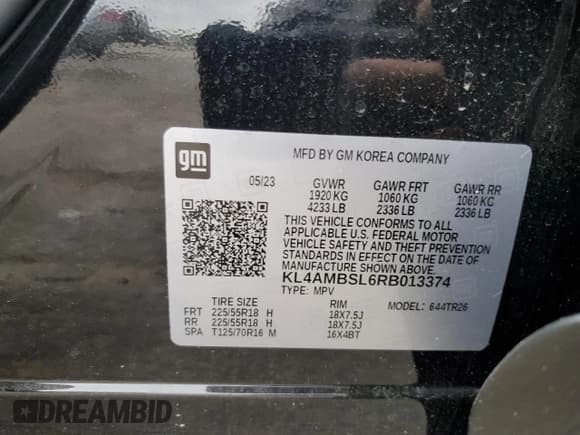 gm
MFD BY GM KOREA COMPANY
05/23 GVWR GAWR FRT GAWR RR
1920 KG 1060 KG 1060 KG
4233 LB 2336 LB 2336 LB
THIS VEHICLE CONFORMS TO ALL
APPLICABLE U.S. FEDERAL MOTOR
VEHICLE SAFETY AND THEFT PREVENTION
STANDARDS IN EFFECT ON THE DATE
OF MANUFACTURE SHOWN ABOVE.
KL4AMBSL6RB013374
TYPE: MPV MODEL: 644TR26
TIRE SIZE RIM
FRT 225/55R18 H 18X7.5J
RR 225/55R18 H 18X7.5J
SPA T125/70R16 M 16X4BT
DREAMBID